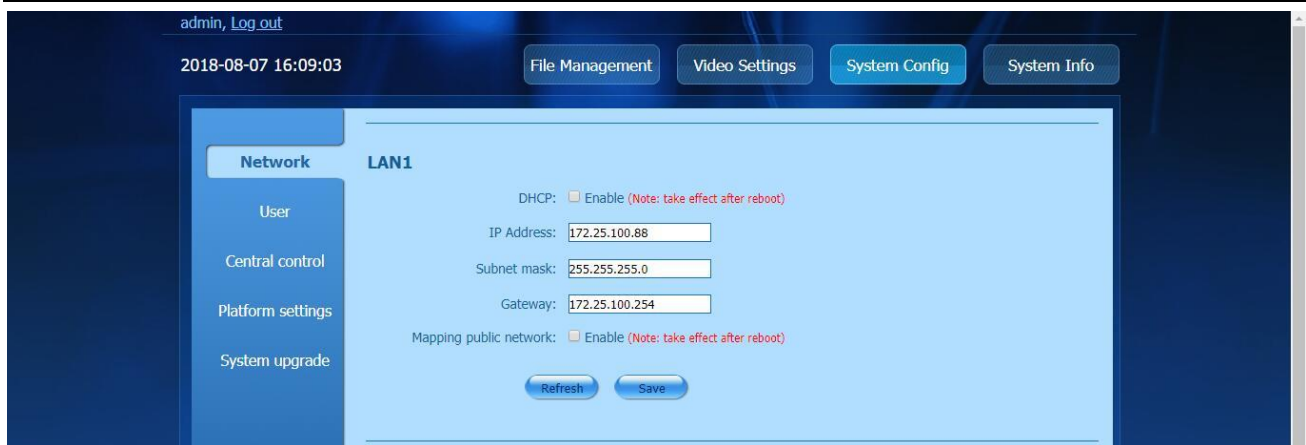 admin, Log out
2018-08-07 16:09:03 File Management Video Settings System Config System Info
Network
User
Central control
Platform settings
System upgrade
LAN1
DHCP: Enable (Note: take effect after reboot)
IP Address: 172.25.100.88
Subnet mask: 255.255.255.0
Gateway: 172.25.100.254
Mapping public network: Enable (Note: take effect after reboot)
Refresh Save